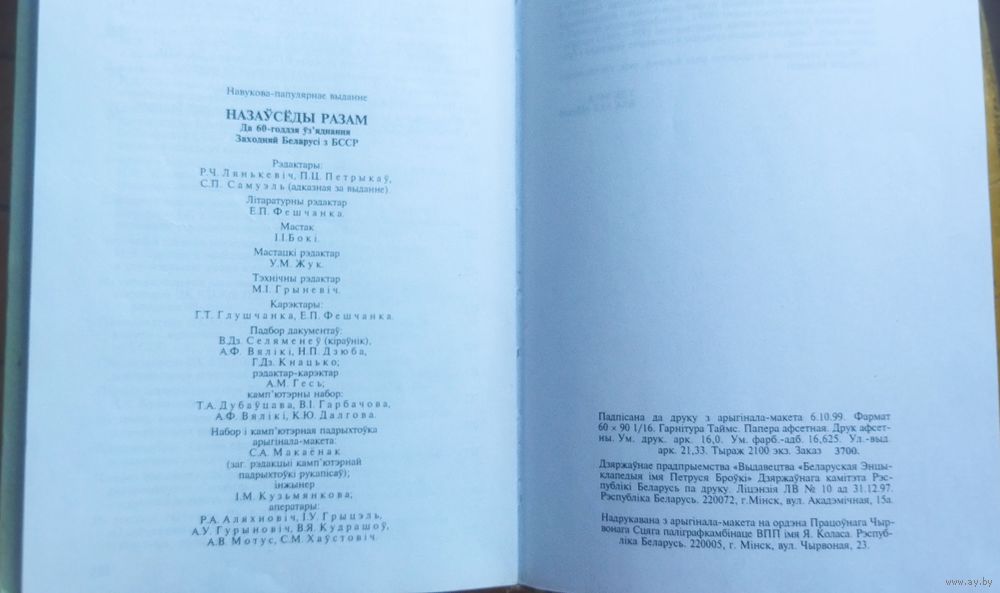 Навукова-папулярнае выданне
НАЗАЎСЁДЫ РАЗАМ
Да 60-годдзя ўз'яднання
Заходняй Беларусі з БССР
Рэдактары:
Р.Ч. Лянькевіч, П.Ц. Петрыкаў,
С.П. Самуэль (адказная за выданне).
Літаратурны рэдактар
Е.П. Фешчанка.
Мастак
І.І. Бокі.
Мастацкі рэдактар
У.М. Жук.
Тэхнічны рэдактар
М.І. Грыневіч.
Карэктары:
Г.Т. Глушчанка, Е.П. Фешчанка.
Падбор дакументаў:
В.Дз. Селяменеў (кіраўнік),
А.Ф. Вялікі, Н.П. Дзюба,
Г.Дз. Кнацько;
рэдактар-карэктар
А.М. Гесь;
камп'ютэрны набор:
Т.А. Дубаўцава, В.І. Гарбачова,
А.Ф. Вялікі, К.Ю. Далгова.
Набор і камп'ютэрная падрыхтоўка
арыгінала-макета:
С.А. Макаёнак
(заг. рэдакцыі камп'ютэрнай
падрыхтоўкі рукапісаў);
інжынер
І.М. Кузьмянкова;
аператары:
Р.А. Аляхновіч, І.У. Грыцэль,
А.У. Гурыновіч, В.Я. Кудрашоў,
А.В. Мотус, С.М. Хаўстовіч.
Падпісана да друку з арыгінала-макета 6.10.99. Фармат
60 × 90 1/16. Гарнітура Таймс. Папера афсетная. Друк афсет-
ны. Ум. друк. арк. 16,0. Ум. фарб.-адб. 16,625. Ул.-выд.
арк. 21,33. Тыраж 2100 экз. Заказ 3700.
Дзяржаўнае прадпрыемства «Выдавецтва «Беларуская Энцы-
клапедыя імя Петруся Броўкі» Дзяржаўнага камітэта Рэс-
публікі Беларусь па друку. Ліцэнзія ЛВ № 10 ад 31.12.97.
Рэспубліка Беларусь. 220072, г.Мінск, вул. Акадэмічная, 15а.
Надрукавана з арыгінала-макета на ордэна Працоўнага Чыр-
вонага Сцяга паліграфкамбінаце ВПП імя Я. Коласа. Рэспуб-
ліка Беларусь. 220005, г. Мінск, вул. Чырвоная, 23.
www.ay.by